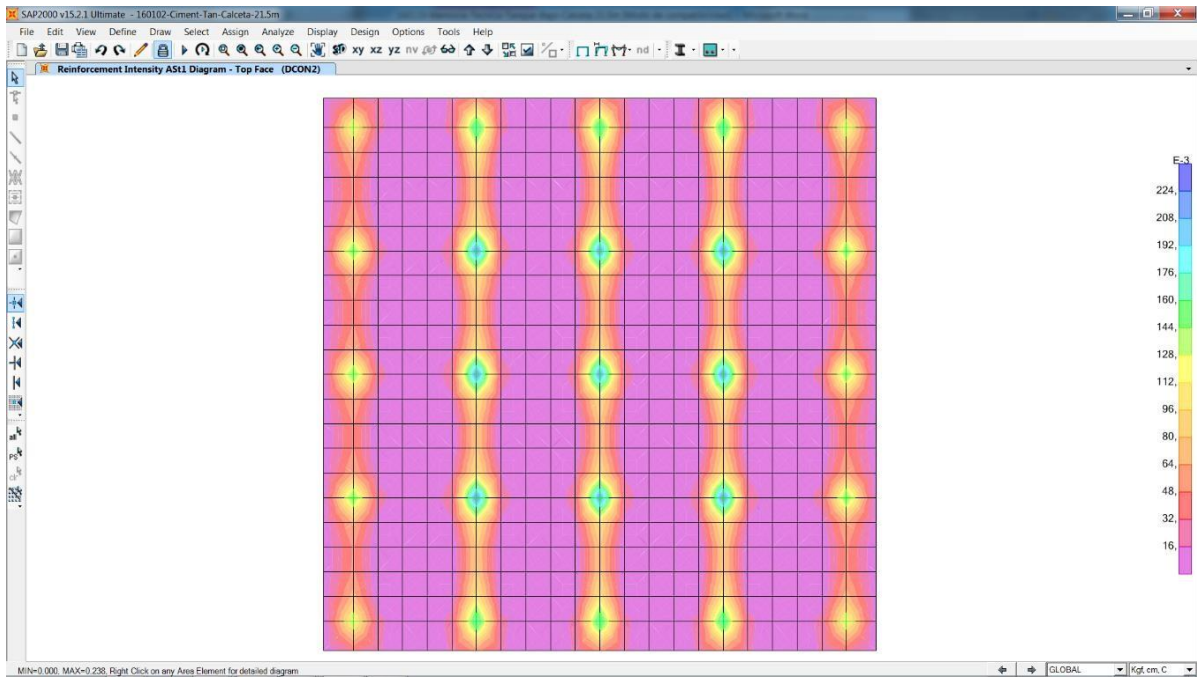 SAP2000 v15.2.1 Ultimate - 160102-Ciment-Tan-Calceta-21.5m
File Edit View Define Draw Select Assign Analyze Display Design Options Tools Help
xy xz yz nv nd
Reinforcement Intensity ASt1 Diagram - Top Face (DCON2)
E-3
224,
208,
192,
176,
160,
144,
128,
112,
96,
80,
64,
48,
32,
16,
all
PS
clr
MIN=0.000, MAX=0.238, Right Click on any Area Element for detailed diagram
GLOBAL
Kgf, cm, C